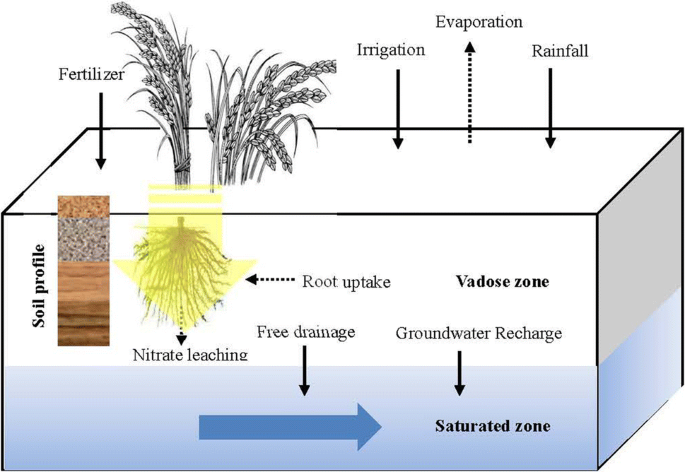 Evaporation
Irrigation
Rainfall
Fertilizer
Soil profile
Root uptake
Vadose zone
Free drainage
Groundwater Recharge
Nitrate leaching
Saturated zone